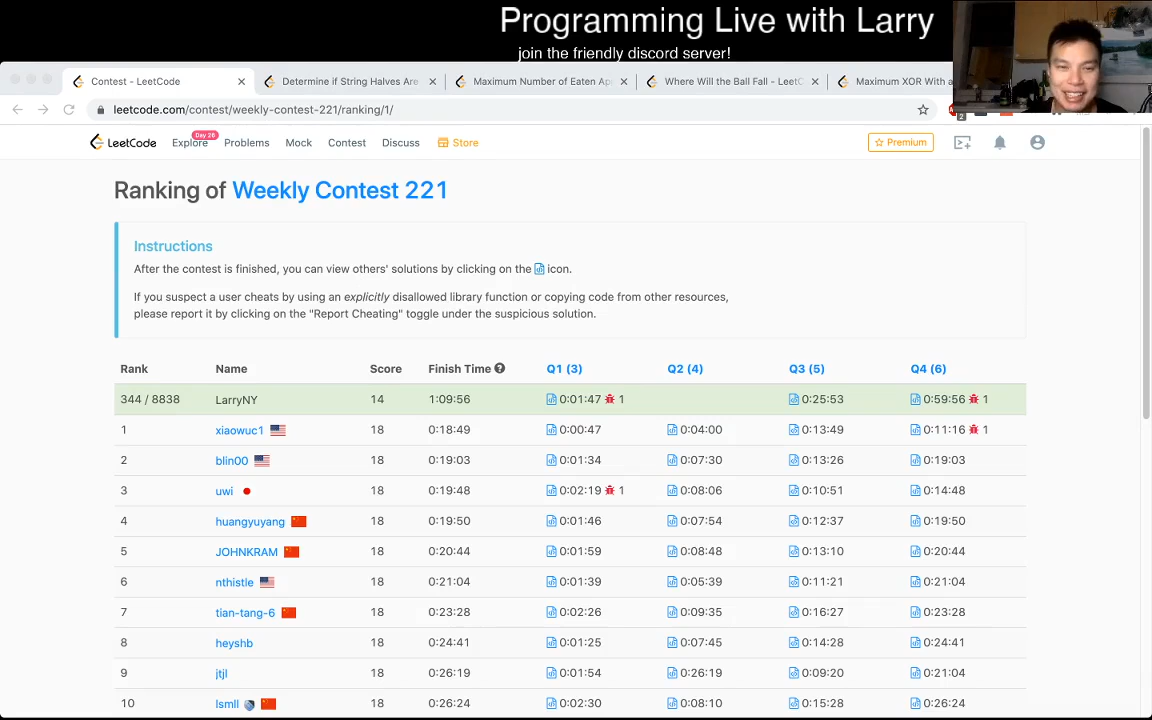 Programming Live with Larry
join the friendly discord server!
Contest - LeetCode
Determine if String Halves Are
Maximum Number of Eaten Ap
Where Will the Ball Fall - LeetC
Maximum XOR With a
leetcode.com/contest/weekly-contest-221/ranking/1/
2
LeetCode Explore Day 26 Problems Mock Contest Discuss Store Premium
Ranking of Weekly Contest 221
Instructions
After the contest is finished, you can view others' solutions by clicking on the icon.
If you suspect a user cheats by using an explicitly disallowed library function or copying code from other resources,
please report it by clicking on the "Report Cheating" toggle under the suspicious solution.
Rank Name Score Finish Time Q1 (3) Q2 (4) Q3 (5) Q4 (6)
344 / 8838 LarryNY 14 1:09:56 0:01:47 1 0:25:53 0:59:56 1
1 xiaowuc1 18 0:18:49 0:00:47 0:04:00 0:13:49 0:11:16 1
2 blin00 18 0:19:03 0:01:34 0:07:30 0:13:26 0:19:03
3 uwi 18 0:19:48 0:02:19 1 0:08:06 0:10:51 0:14:48
4 huangyuyang 18 0:19:50 0:01:46 0:07:54 0:12:37 0:19:50
5 JOHNKRAM 18 0:20:44 0:01:59 0:08:48 0:13:10 0:20:44
6 nthistle 18 0:21:04 0:01:39 0:05:39 0:11:21 0:21:04
7 tian-tang-6 18 0:23:28 0:02:26 0:09:35 0:16:27 0:23:28
8 heyshb 18 0:24:41 0:01:25 0:07:45 0:14:28 0:24:41
9 jtjl 18 0:26:19 0:01:54 0:26:19 0:09:20 0:21:04
10 lsmll 18 0:26:24 0:02:30 0:08:10 0:15:28 0:26:24